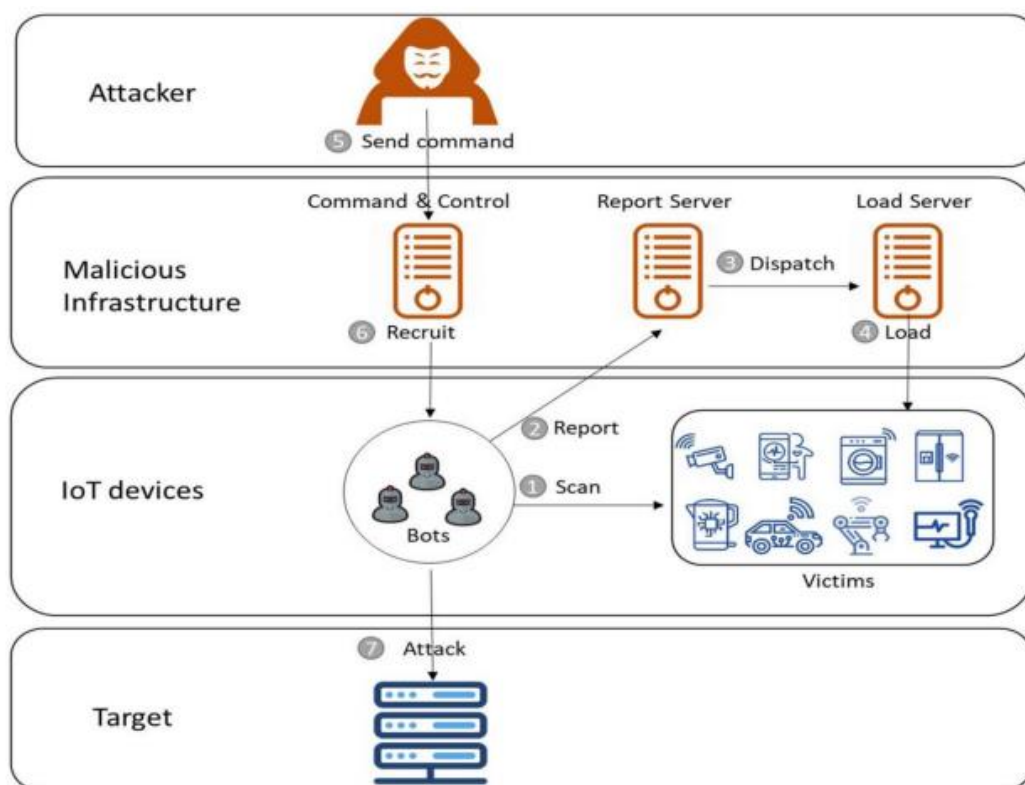 Attacker
5 Send command
Command & Control
Report Server
Load Server
Malicious
Infrastructure
3 Dispatch
6 Recruit
4 Load
2 Report
1 Scan
IoT devices
Bots
Victims
7 Attack
Target